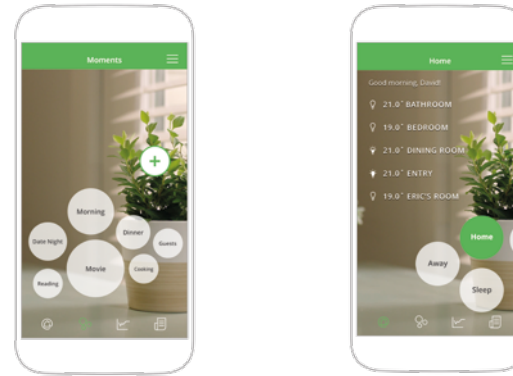 Moments
Morning
Dinner
Date Night
Guests
Movie
Cooking
Reading
Home
Good morning, David!
21.0° BATHROOM
19.0° BEDROOM
21.0° DINING ROOM
21.0° ENTRY
19.0° ERIC'S ROOM
Home
Away
Sleep